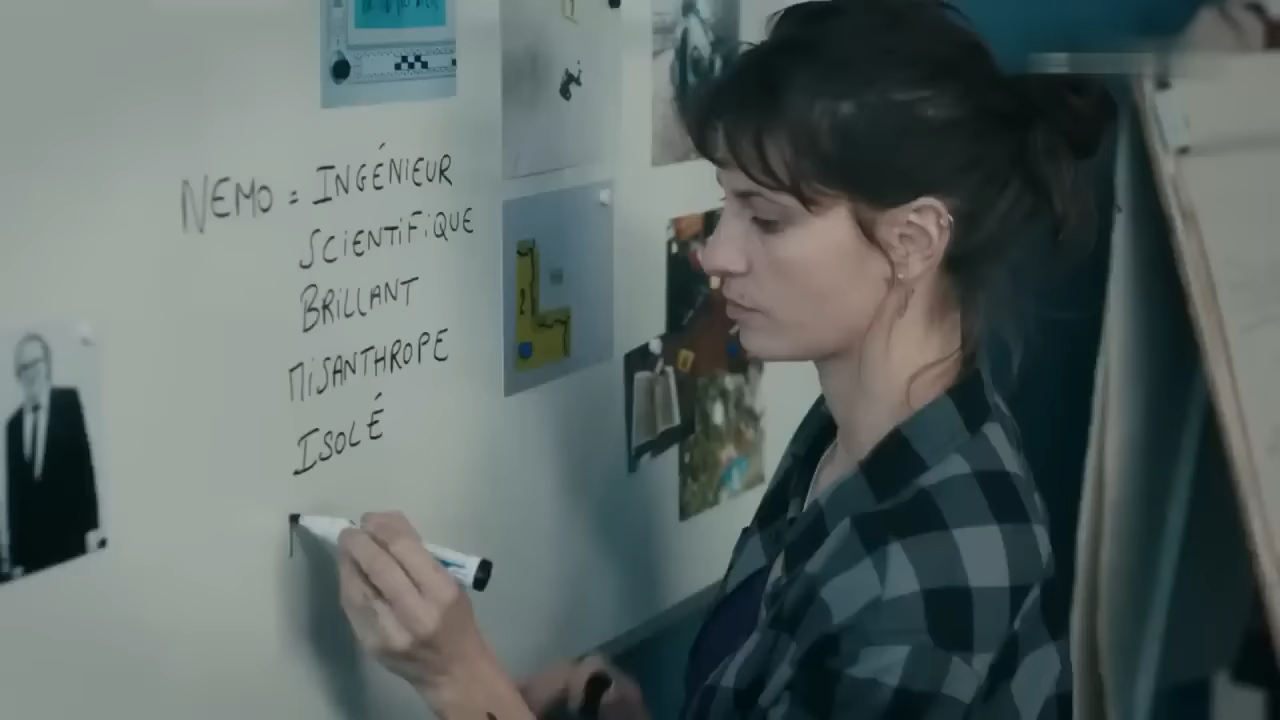 NEMO = INGÉNIEUR
SCIENTIFIQUE
BRILLANT
MISANTHROPE
ISOLÉ